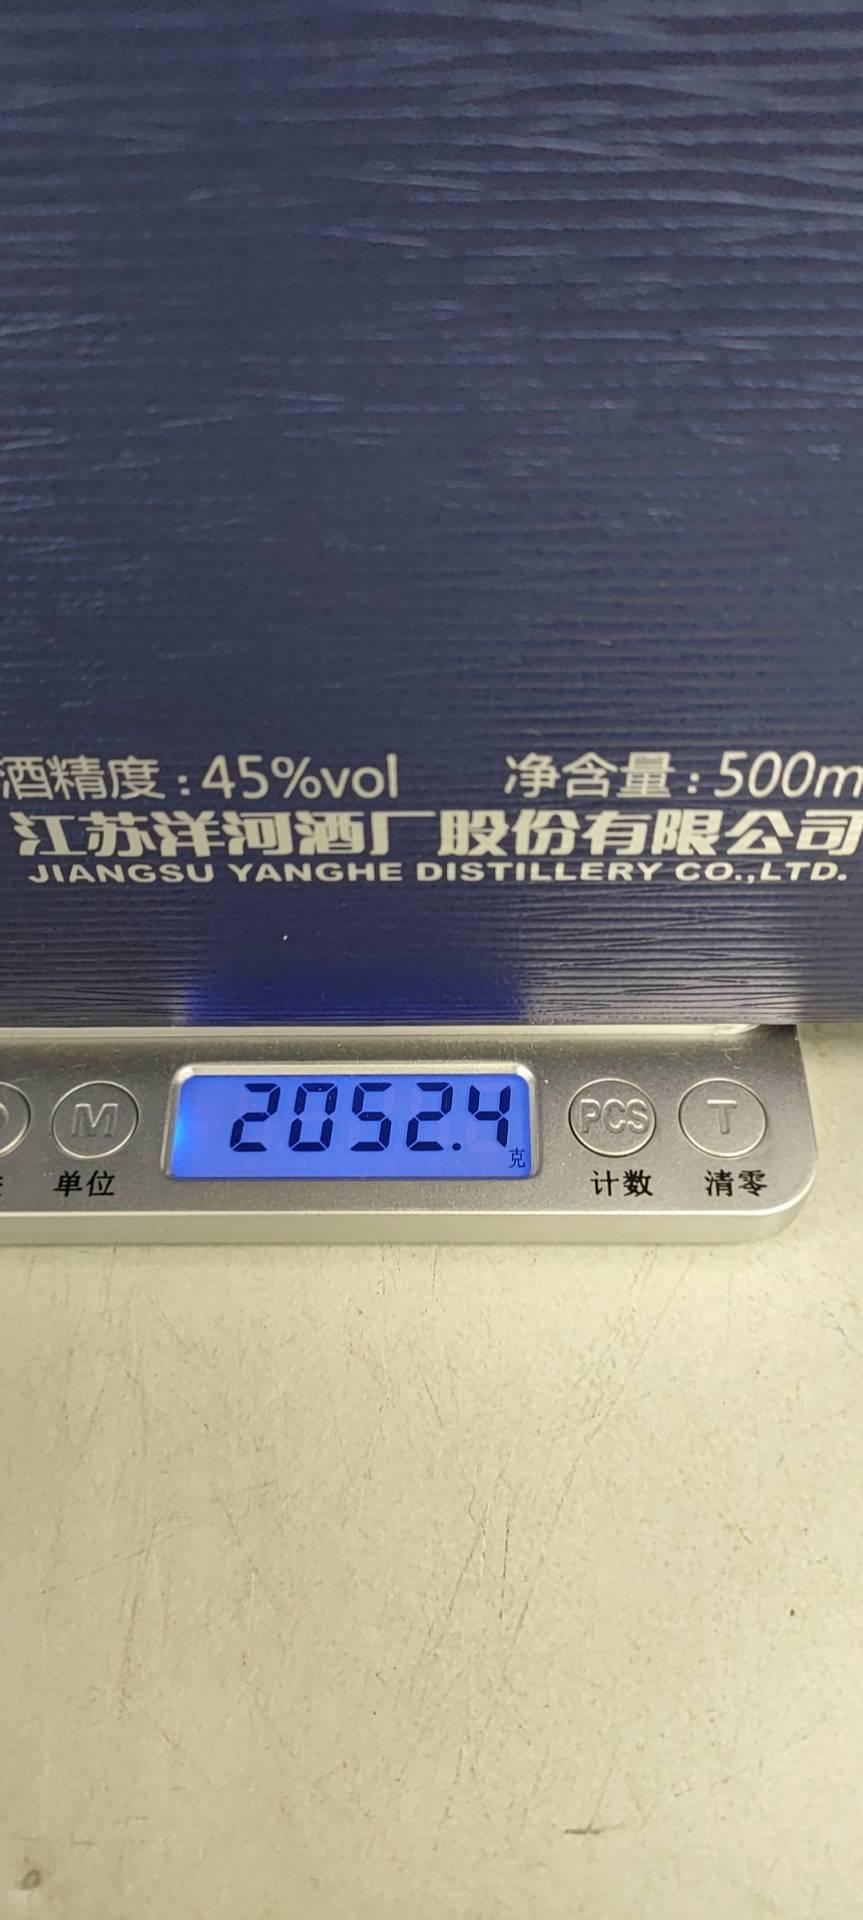 酒精度:45%vol 净含量:500m
江苏洋河酒厂股份有限公司
JIANGSU YANGHE DISTILLERY CO.,LTD.
2052.4
克
M PCS T
单位 计数 清零